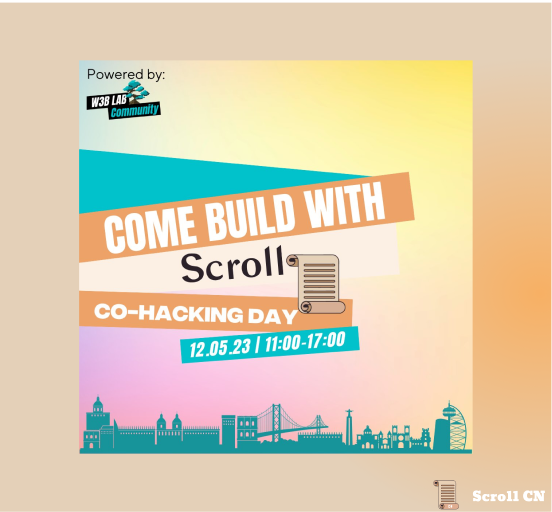 Powered by:
W3B LAB
Community
COME BUILD WITH
Scroll
CO-HACKING DAY
12.05.23 | 11:00-17:00
Scroll CN